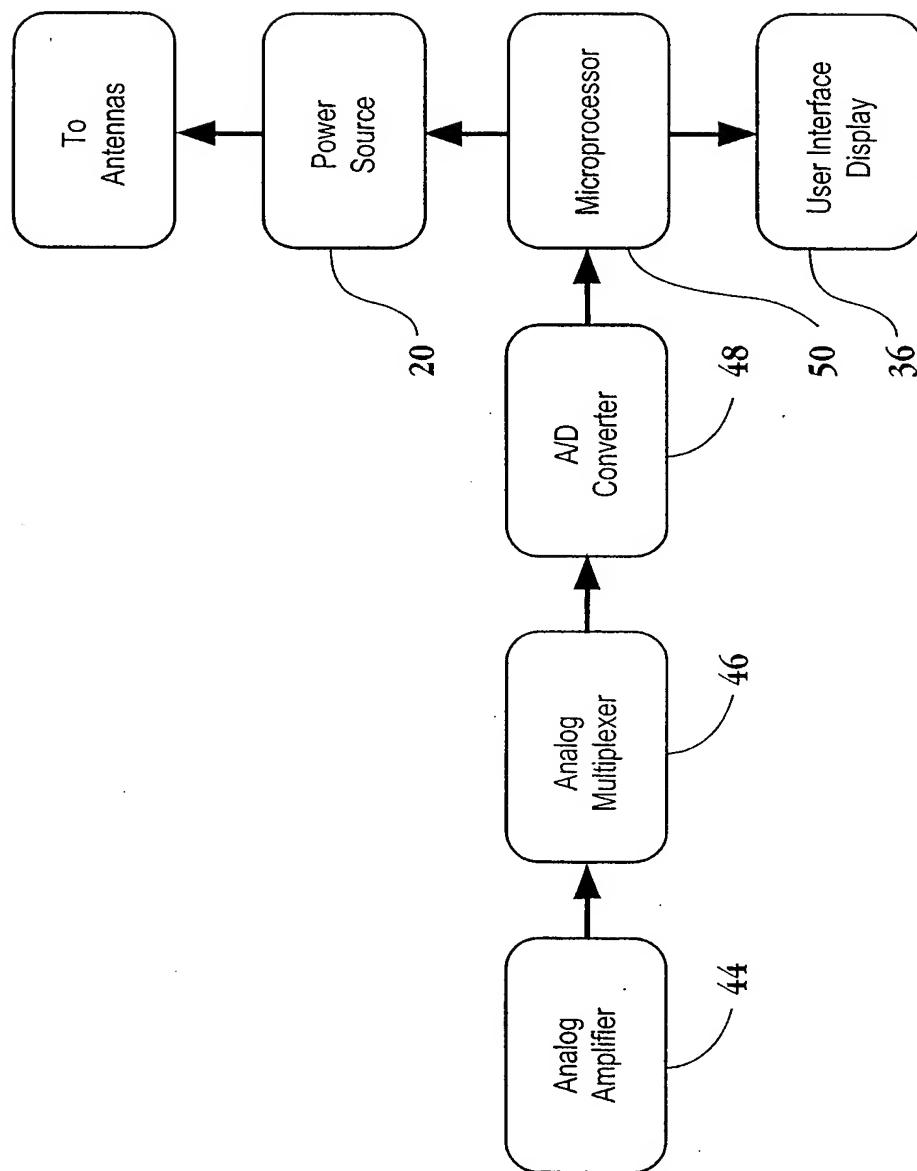 To
Antennas
Power
Source
20
Microprocessor
50
User Interface
Display
36
A/D
Converter
48
Analog
Multiplexer
46
Analog
Amplifier
44